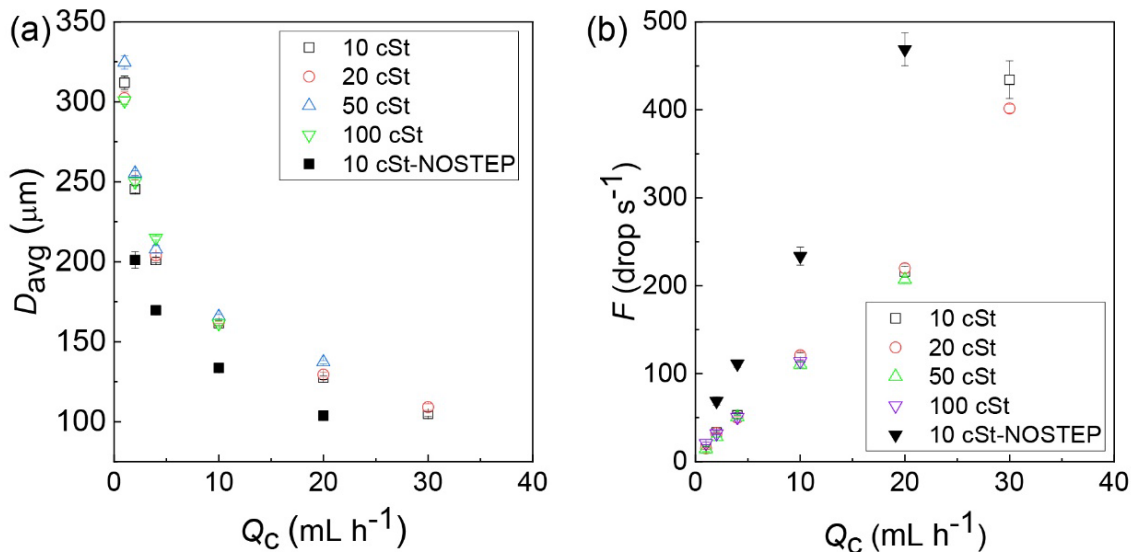 (a)
350
300
250
200
150
100
D_avg (μm)
10 cSt
20 cSt
50 cSt
100 cSt
10 cSt-NOSTEP
0
10
20
30
40
Q_c (mL h⁻¹)
(b)
500
400
300
200
100
0
F (drop s⁻¹)
10 cSt
20 cSt
50 cSt
100 cSt
10 cSt-NOSTEP
0
10
20
30
40
Q_c (mL h⁻¹)